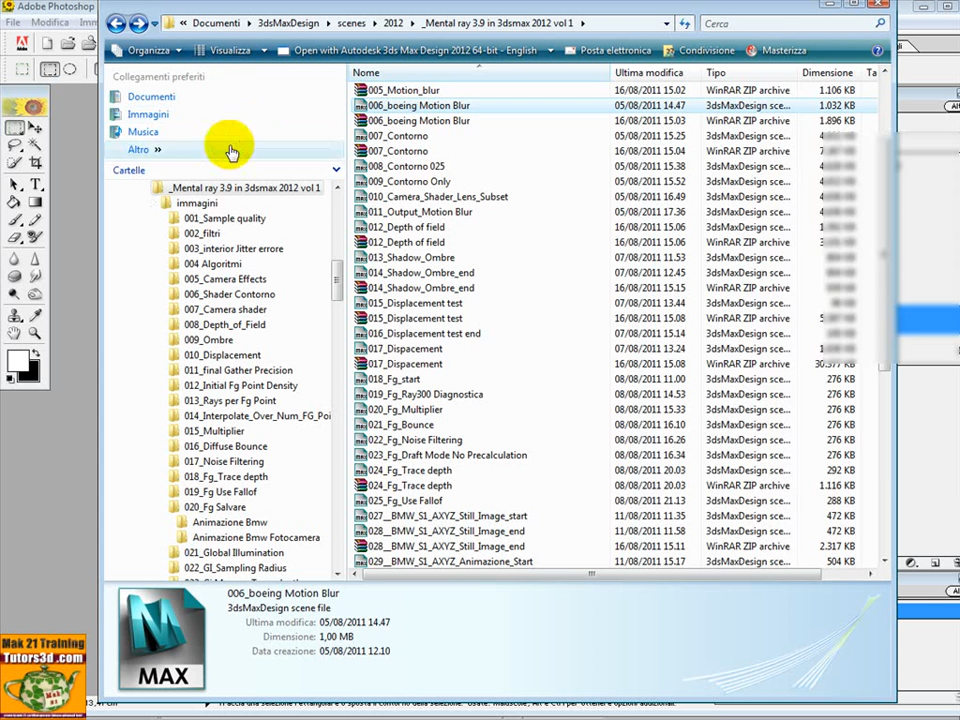 Adobe Photoshop
File Modifica Imm
Documenti ▸ 3dsMaxDesign ▸ scenes ▸ 2012 ▸ _Mental ray 3.9 in 3dsmax 2012 vol 1 ▸
Cerca
Organizza Visualizza Open with Autodesk 3ds Max Design 2012 64-bit - English Posta elettronica Condivisione Masterizza
Collegamenti preferiti
Documenti
Immagini
Musica
Altro »
Cartelle
_Mental ray 3.9 in 3dsmax 2012 vol 1
immagini
001_Sample quality
002_filtri
003_interior Jitter errore
004 Algoritmi
005_Camera Effects
006_Shader Contorno
007_Camera shader
008_Depth_of_Field
009_Ombre
010_Displacement
011_final Gather Precision
012_Initial Fg Point Density
013_Rays per Fg Point
014_Interpolate_Over_Num_FG_Poi
015_Multiplier
016_Diffuse Bounce
017_Noise Filtering
018_Fg_Trace depth
019_Fg Use Fallof
020_Fg Salvare
Animazione Bmw
Animazione Bmw Fotocamera
021_Global Illumination
022_GI_Sampling Radius
Nome Ultima modifica Tipo Dimensione Ta
005_Motion_blur 16/08/2011 15.02 WinRAR ZIP archive 1.106 KB
006_boeing Motion Blur 05/08/2011 14.47 3dsMaxDesign sce... 1.032 KB
006_boeing Motion Blur 16/08/2011 15.03 WinRAR ZIP archive 1.896 KB
007_Contorno 05/08/2011 15.25 3dsMaxDesign sce...
007_Contorno 16/08/2011 15.05 WinRAR ZIP archive
008_Contorno 025 05/08/2011 15.38 3dsMaxDesign sce...
009_Contorno Only 05/08/2011 15.52 3dsMaxDesign sce...
010_Camera_Shader_Lens_Subset 05/08/2011 16.49 3dsMaxDesign sce...
011_Output_Motion Blur 05/08/2011 17.36 3dsMaxDesign sce...
012_Depth of field 16/08/2011 15.06 WinRAR ZIP archive
012_Depth of field 16/08/2011 15.06 3dsMaxDesign sce...
013_Shadow_Ombre 07/08/2011 11.53 3dsMaxDesign sce...
014_Shadow_Ombre_end 07/08/2011 12.45 3dsMaxDesign sce...
014_Shadow_Ombre_end 16/08/2011 15.15 WinRAR ZIP archive
015_Displacement test 07/08/2011 13.44 3dsMaxDesign sce...
015_Displacement test 16/08/2011 15.08 WinRAR ZIP archive
016_Displacement test end 07/08/2011 15.14 3dsMaxDesign sce...
017_Dispacement 07/08/2011 13.24 3dsMaxDesign sce...
017_Dispacement 16/08/2011 15.08 WinRAR ZIP archive 30.377 KB
018_Fg_start 08/08/2011 11.00 3dsMaxDesign sce... 276 KB
019_Fg_Ray300 Diagnostica 08/08/2011 14.53 3dsMaxDesign sce... 276 KB
020_Fg_Multiplier 08/08/2011 15.33 3dsMaxDesign sce... 276 KB
021_Fg_Bounce 08/08/2011 16.10 3dsMaxDesign sce... 276 KB
022_Fg_Noise Filtering 08/08/2011 16.26 3dsMaxDesign sce... 276 KB
023_Fg_Draft Mode No Precalculation 08/08/2011 16.34 3dsMaxDesign sce... 276 KB
024_Fg_Trace depth 08/08/2011 20.03 3dsMaxDesign sce... 292 KB
024_Fg_Trace depth 08/08/2011 20.03 WinRAR ZIP archive 1.116 KB
025_Fg_Use Fallof 08/08/2011 21.13 3dsMaxDesign sce... 288 KB
027__BMW_S1_AXYZ_Still_Image_start 11/08/2011 11.35 3dsMaxDesign sce... 472 KB
028__BMW_S1_AXYZ_Still_Image_end 11/08/2011 11.58 3dsMaxDesign sce... 472 KB
028__BMW_S1_AXYZ_Still_Image_end 16/08/2011 15.11 WinRAR ZIP archive 2.317 KB
029__BMW_S1_AXYZ_Animazione_Start 11/08/2011 15.17 3dsMaxDesign sce... 464 KB
006_boeing Motion Blur
3dsMaxDesign scene file
Ultima modifica: 05/08/2011 14.47
Dimensione: 1,00 MB
Data creazione: 05/08/2011 12.10
MAX
Mak 21 Training
Tutors3d .com